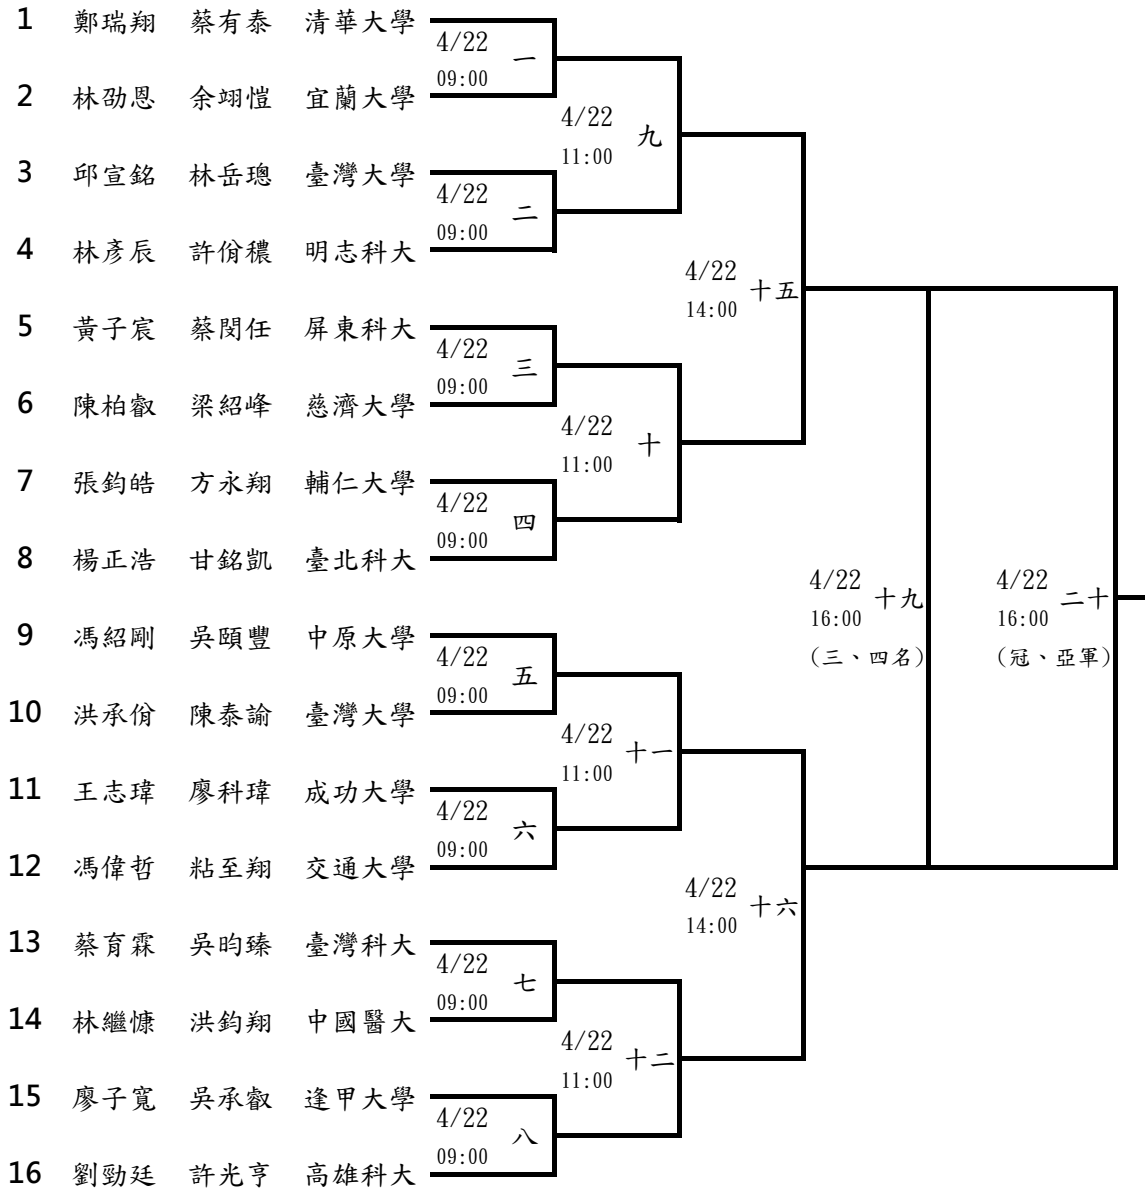 1 鄭瑞翔 蔡有泰 清華大學
4/22 一
09:00
2 林劭恩 余翊愷 宜蘭大學
4/22 九
11:00
3 邱宣銘 林岳璁 臺灣大學
4/22 二
09:00
4 林彥辰 許佾穠 明志科大
4/22 十五
14:00
5 黃子宸 蔡閔任 屏東科大
4/22 三
09:00
6 陳柏叡 梁紹峰 慈濟大學
4/22 十
11:00
7 張鈞皓 方永翔 輔仁大學
4/22 四
09:00
8 楊正浩 甘銘凱 臺北科大
4/22 十九
16:00
(三、四名)
4/22 二十
16:00
(冠、亞軍)
9 馮紹剛 吳頤豐 中原大學
4/22 五
09:00
10 洪承佾 陳泰諭 臺灣大學
4/22 十一
11:00
11 王志瑋 廖科瑋 成功大學
4/22 六
09:00
12 馮偉哲 粘至翔 交通大學
4/22 十六
14:00
13 蔡育霖 吳昀臻 臺灣科大
4/22 七
09:00
14 林繼慷 洪鈞翔 中國醫大
4/22 十二
11:00
15 廖子寬 吳承叡 逢甲大學
4/22 八
09:00
16 劉勁廷 許光亨 高雄科大